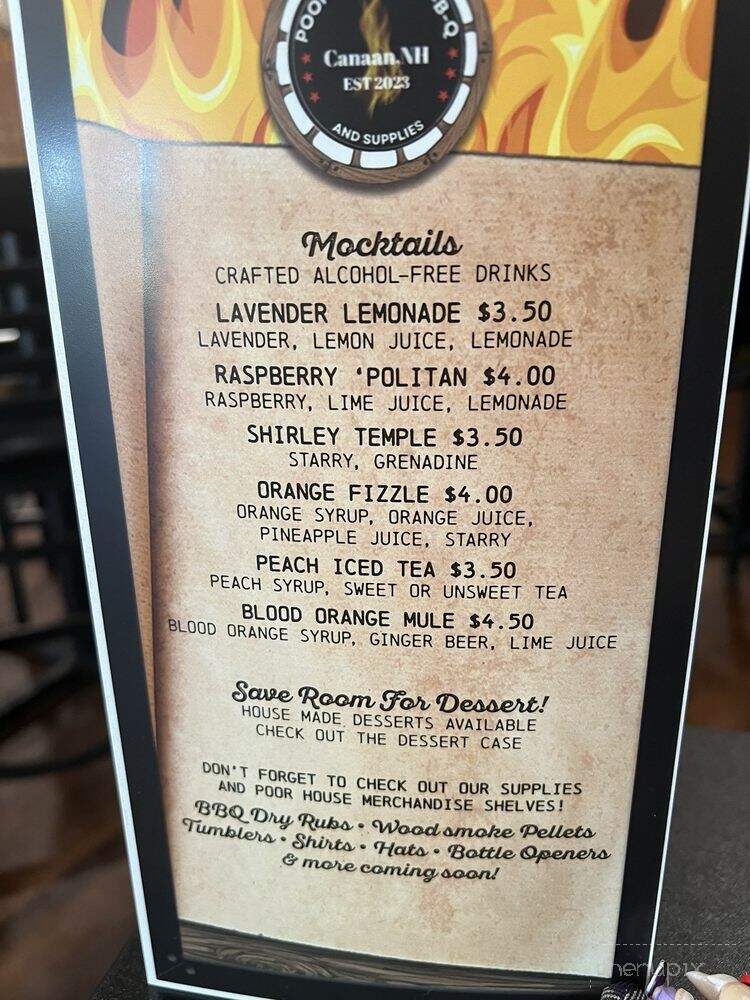 POOR B-Q
Canaan, NH
EST 2023
AND SUPPLIES
Mocktails
CRAFTED ALCOHOL-FREE DRINKS
LAVENDER LEMONADE $3.50
LAVENDER, LEMON JUICE, LEMONADE
RASPBERRY 'POLITAN $4.00
RASPBERRY, LIME JUICE, LEMONADE
SHIRLEY TEMPLE $3.50
STARRY, GRENADINE
ORANGE FIZZLE $4.00
ORANGE SYRUP, ORANGE JUICE,
PINEAPPLE JUICE, STARRY
PEACH ICED TEA $3.50
PEACH SYRUP, SWEET OR UNSWEET TEA
BLOOD ORANGE MULE $4.50
BLOOD ORANGE SYRUP, GINGER BEER, LIME JUICE
Save Room For Dessert!
HOUSE MADE DESSERTS AVAILABLE
CHECK OUT THE DESSERT CASE
DON'T FORGET TO CHECK OUT OUR SUPPLIES
AND POOR HOUSE MERCHANDISE SHELVES!
BBQ Dry Rubs • Wood smoke Pellets
Tumblers • Shirts • Hats • Bottle Openers
& more coming soon!
menupix